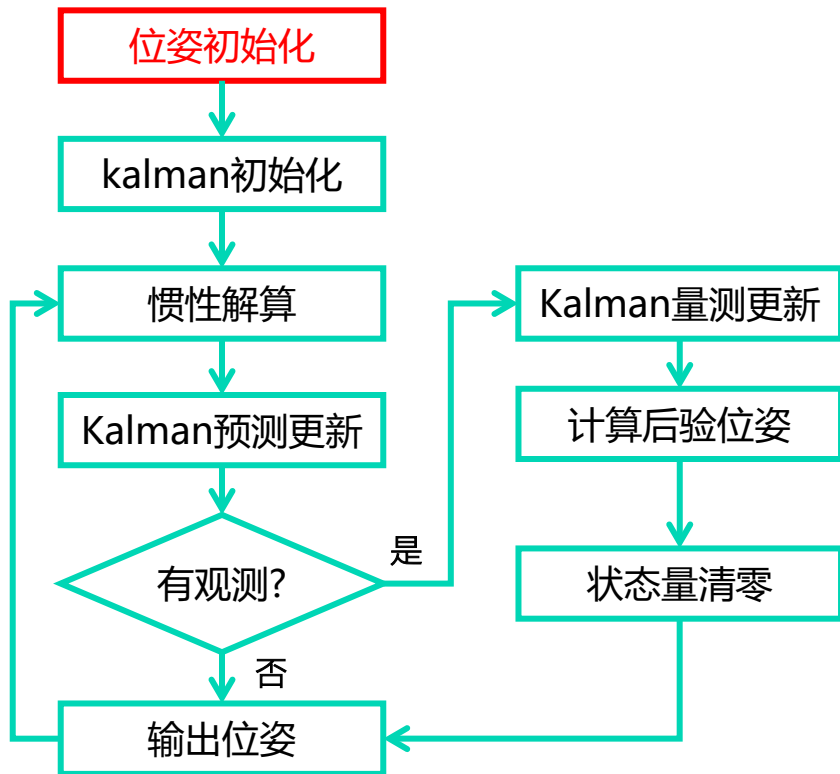 位姿初始化
kalman初始化
惯性解算
Kalman预测更新
有观测?
是
否
输出位姿
Kalman量测更新
计算后验位姿
状态量清零